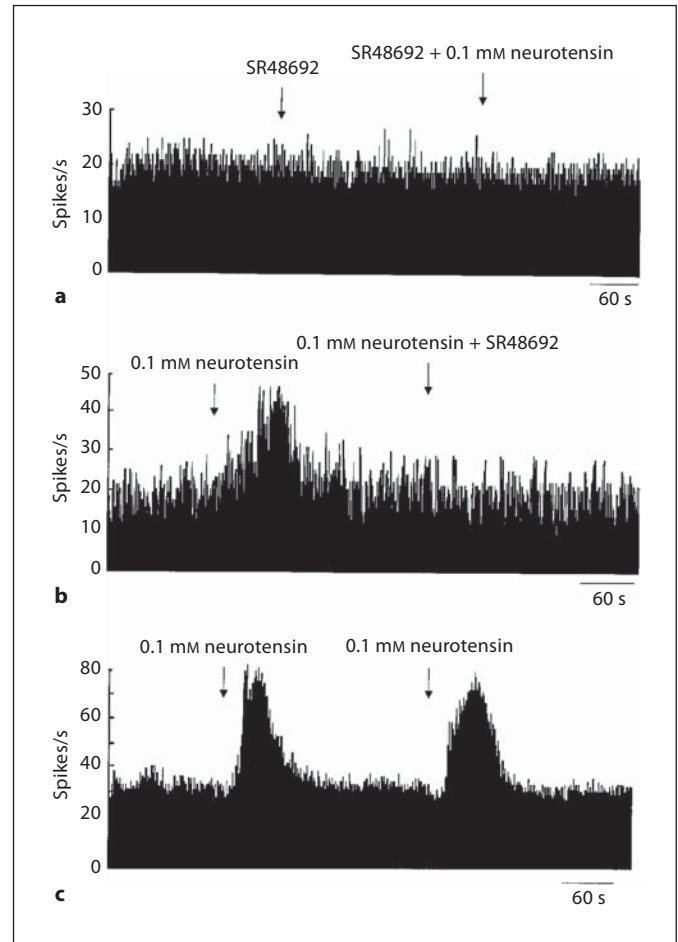 SR48692
SR48692 + 0.1 mM neurotensin
30
20
10
0
Spikes/s
a
60 s
0.1 mM neurotensin
0.1 mM neurotensin + SR48692
50
40
30
20
10
0
Spikes/s
b
60 s
0.1 mM neurotensin
0.1 mM neurotensin
80
60
40
20
0
Spikes/s
c
60 s